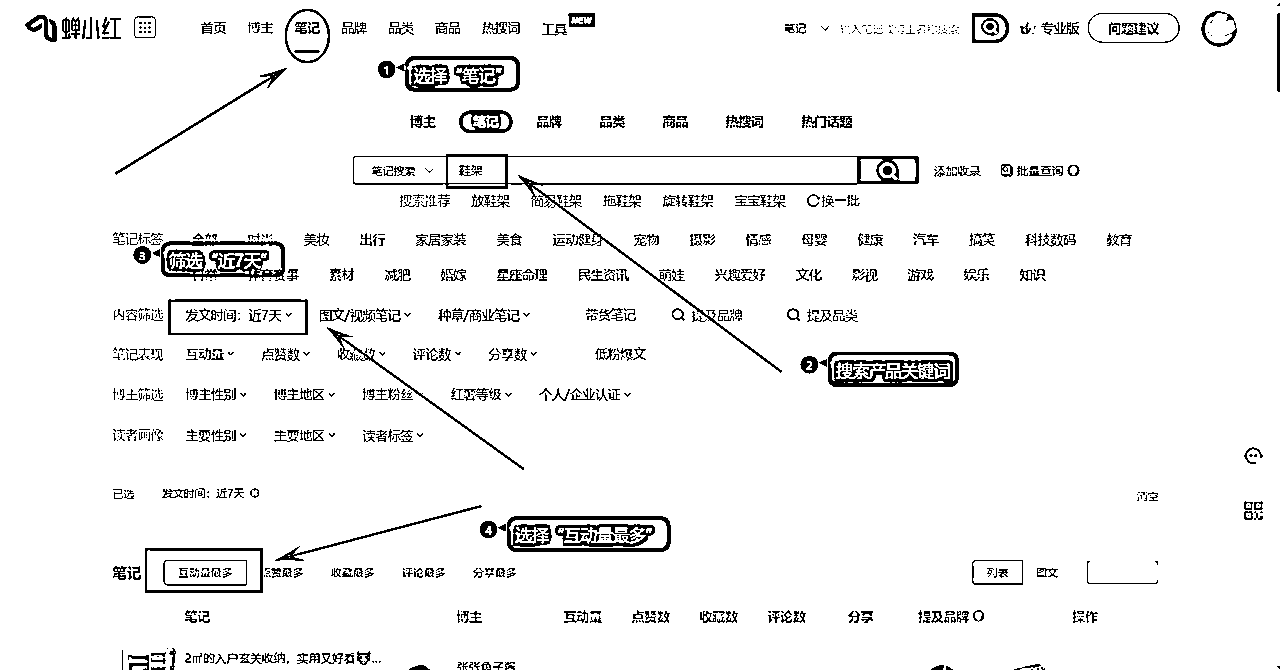 蝉小红 首页 博主 笔记 品牌 品类 商品 热搜词 工具 NEW 笔记 专业版 问题建议
1 选择“笔记”
博主 笔记 品牌 品类 商品 热搜词 热门话题
笔记搜索 鞋架 添加收录 批量查询
搜索推荐 放鞋架 简易鞋架 拖鞋架 旋转鞋架 宝宝鞋架 换一批
笔记标签 全部 时尚 美妆 出行 家居家装 美食 运动健身 宠物 摄影 情感 母婴 健康 汽车 搞笑 科技数码 教育
3 筛选“近7天”
体育赛事 素材 减肥 婚嫁 星座命理 民生资讯 萌娃 兴趣爱好 文化 影视 游戏 娱乐 知识
内容筛选 发文时间：近7天 图文/视频笔记 种草/商业笔记 带货笔记 提及品牌 提及品类
笔记表现 互动量 点赞数 收藏数 评论数 分享数 低粉爆文
2 搜索产品关键词
博主筛选 博主性别 博主地区 博主粉丝 红薯等级 个人/企业认证
读者画像 主要性别 主要地区 读者标签
已选 发文时间：近7天 清空
4 选择“互动量最多”
笔记 互动量最多 点赞最多 收藏最多 评论最多 分享最多 列表 图文
笔记 博主 互动量 点赞数 收藏数 评论数 分享 提及品牌 操作
2㎡的入户玄关收纳，实用又好看...